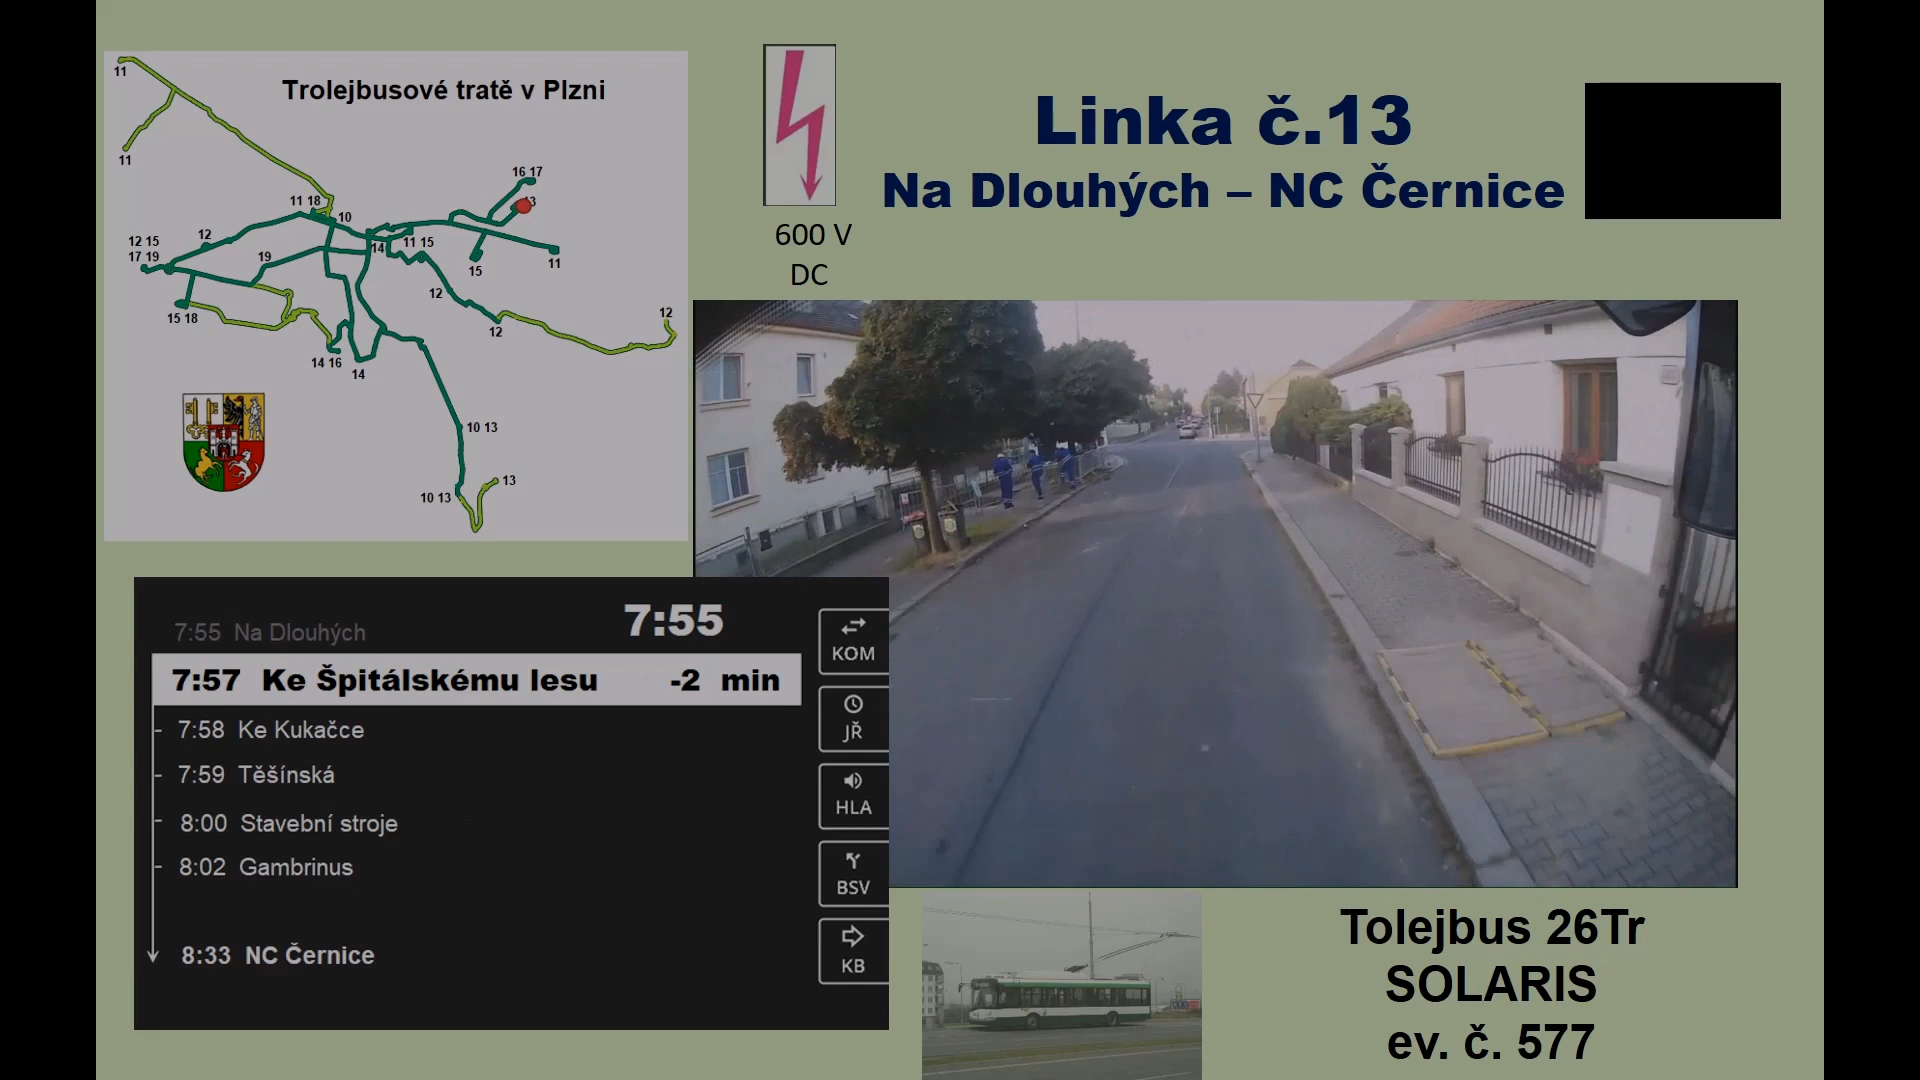 Trolejbusové tratě v Plzni
11
11
16 17
11 18
10
12
12 15
17 19
19
14
11 15
15
11
12
12
12
15 18
14 16
14
10 13
10 13
13
600 V
DC
Linka č.13
Na Dlouhých – NC Černice
7:55
7:55 Na Dlouhých
7:57 Ke Špitálskému lesu -2 min
7:58 Ke Kukačce
7:59 Těšínská
8:00 Stavební stroje
8:02 Gambrinus
8:33 NC Černice
KOM
JŘ
HLA
BSV
KB
Tolejbus 26Tr
SOLARIS
ev. č. 577